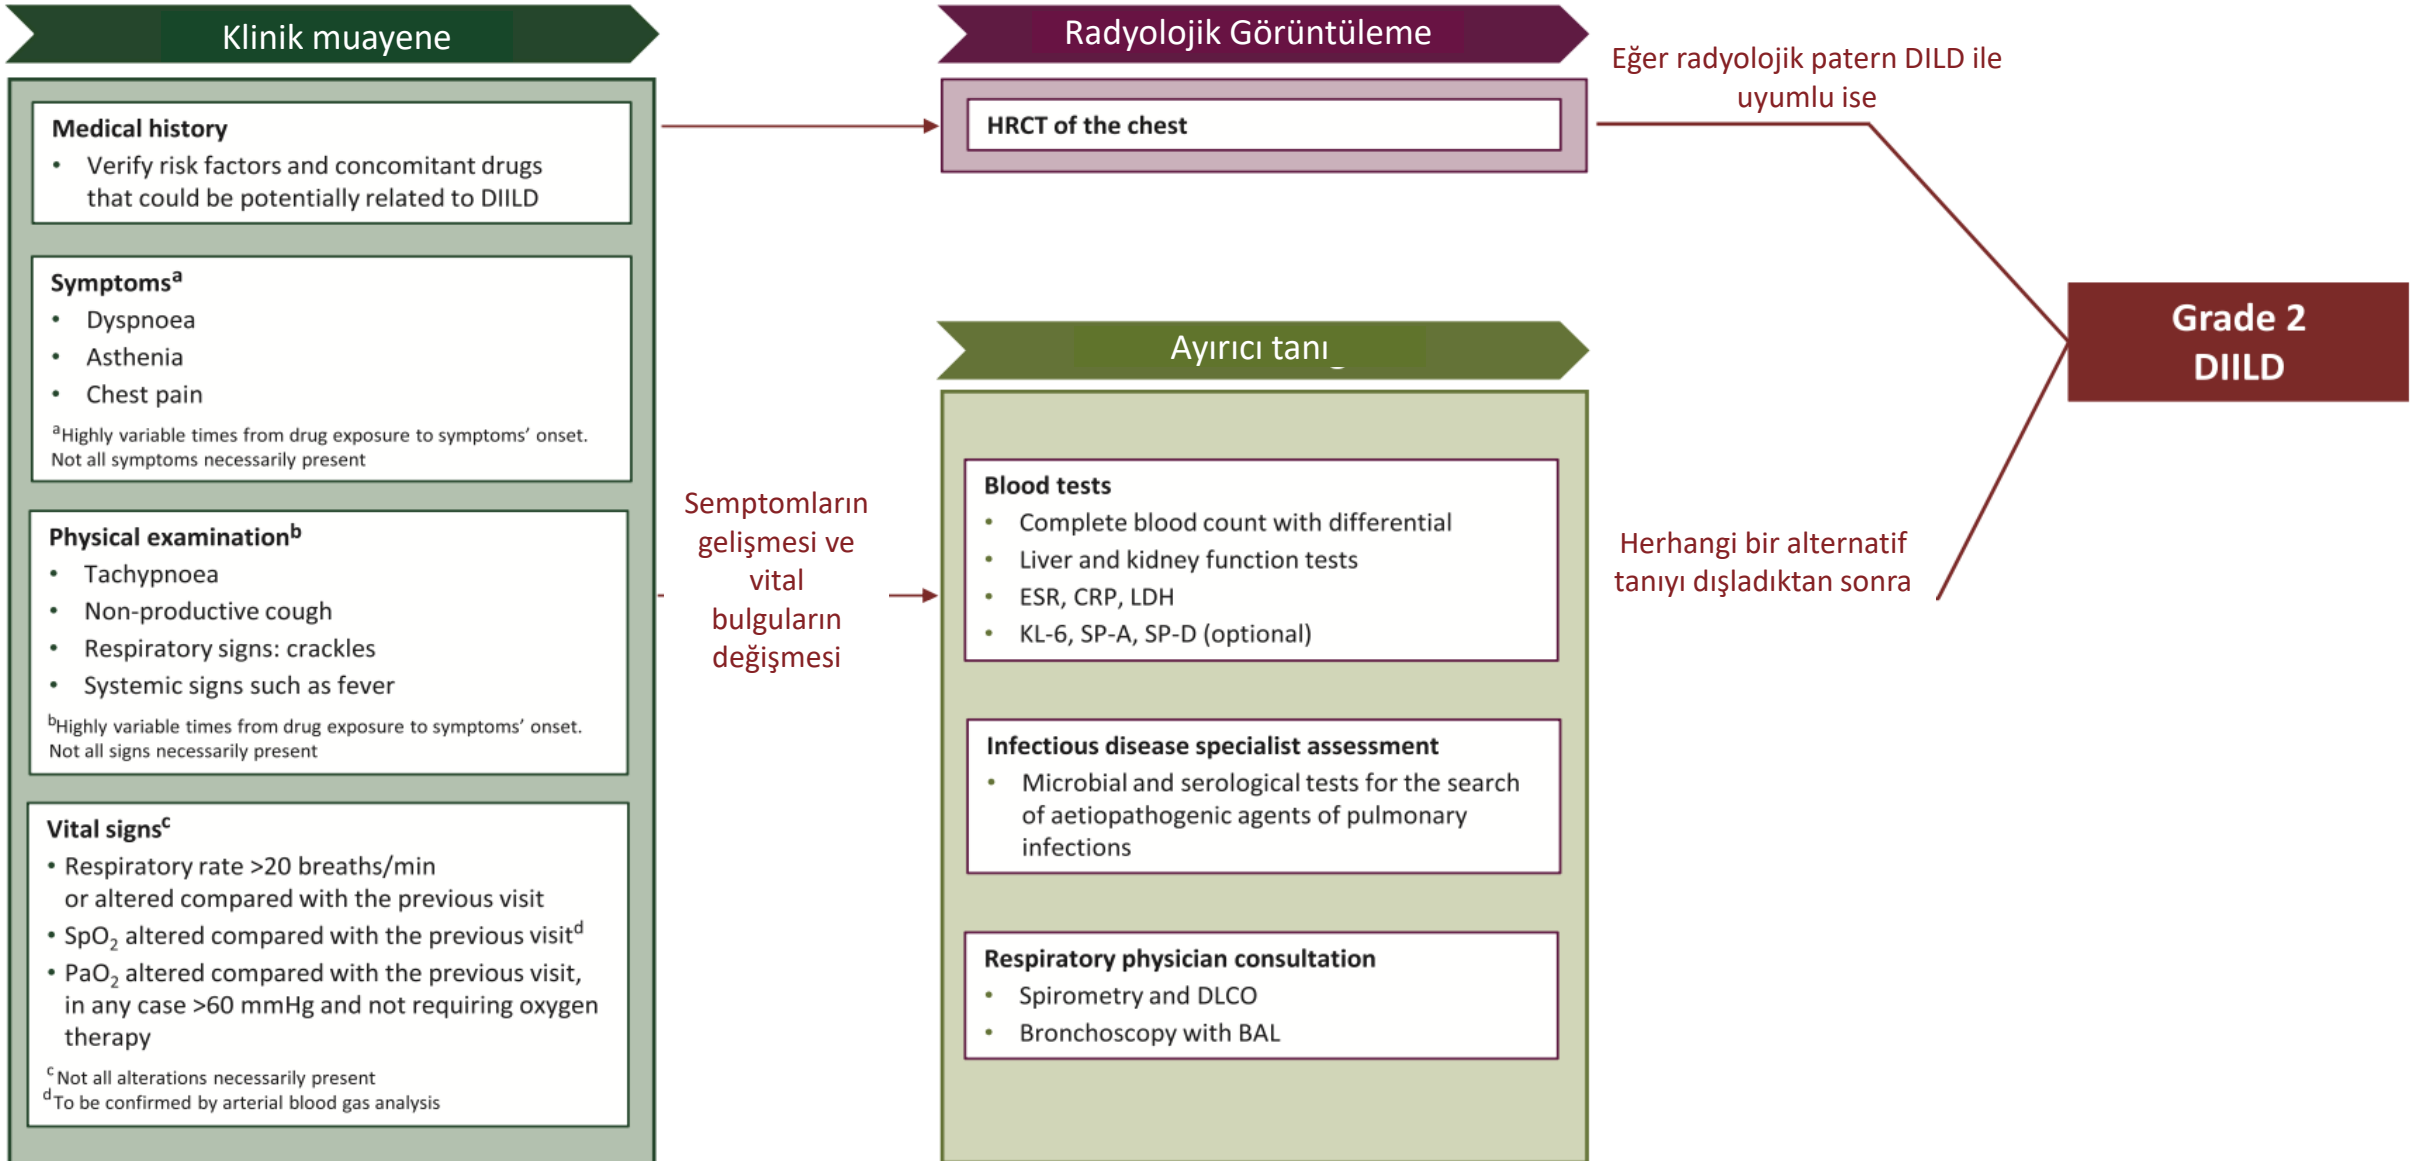 Klinik muayene
Medical history
• Verify risk factors and concomitant drugs
that could be potentially related to DIILD
Symptomsᵃ
• Dyspnoea
• Asthenia
• Chest pain
ᵃHighly variable times from drug exposure to symptoms’ onset.
Not all symptoms necessarily present
Physical examinationᵇ
• Tachypnoea
• Non-productive cough
• Respiratory signs: crackles
• Systemic signs such as fever
ᵇHighly variable times from drug exposure to symptoms’ onset.
Not all signs necessarily present
Vital signsᶜ
• Respiratory rate >20 breaths/min
or altered compared with the previous visit
• SpO₂ altered compared with the previous visitᵈ
• PaO₂ altered compared with the previous visit,
in any case >60 mmHg and not requiring oxygen
therapy
ᶜNot all alterations necessarily present
ᵈTo be confirmed by arterial blood gas analysis
Semptomların
gelişmesi ve
vital
bulguların
değişmesi
Radyolojik Görüntüleme
HRCT of the chest
Ayırıcı tanı
Blood tests
• Complete blood count with differential
• Liver and kidney function tests
• ESR, CRP, LDH
• KL-6, SP-A, SP-D (optional)
Infectious disease specialist assessment
• Microbial and serological tests for the search
of aetiopathogenic agents of pulmonary
infections
Respiratory physician consultation
• Spirometry and DLCO
• Bronchoscopy with BAL
Eğer radyolojik patern DILD ile
uyumlu ise
Herhangi bir alternatif
tanıyı dışladıktan sonra
Grade 2
DIILD